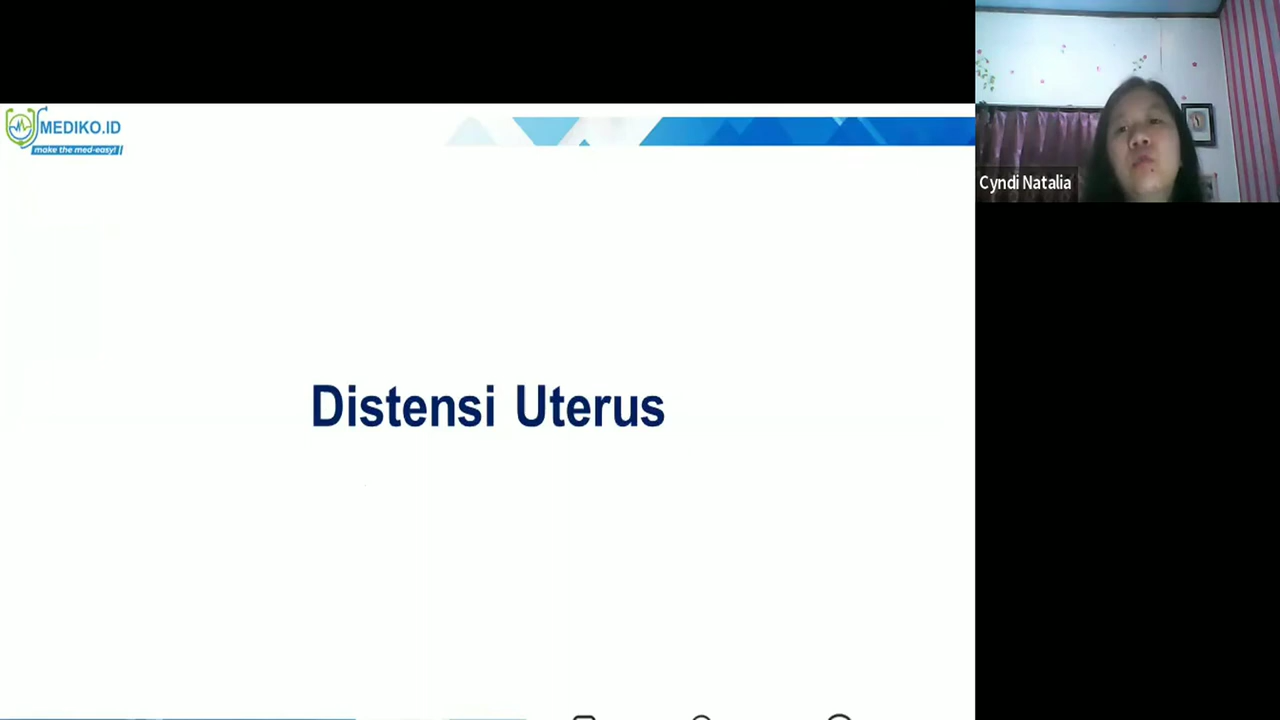 MEDIKO.ID
make the med-easy!
Cyndi Natalia
Distensi Uterus